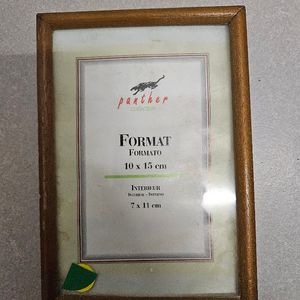 panther
FORMAT
FORMATO
10 x 15 cm
INTERIEUR
7 x 11 cm